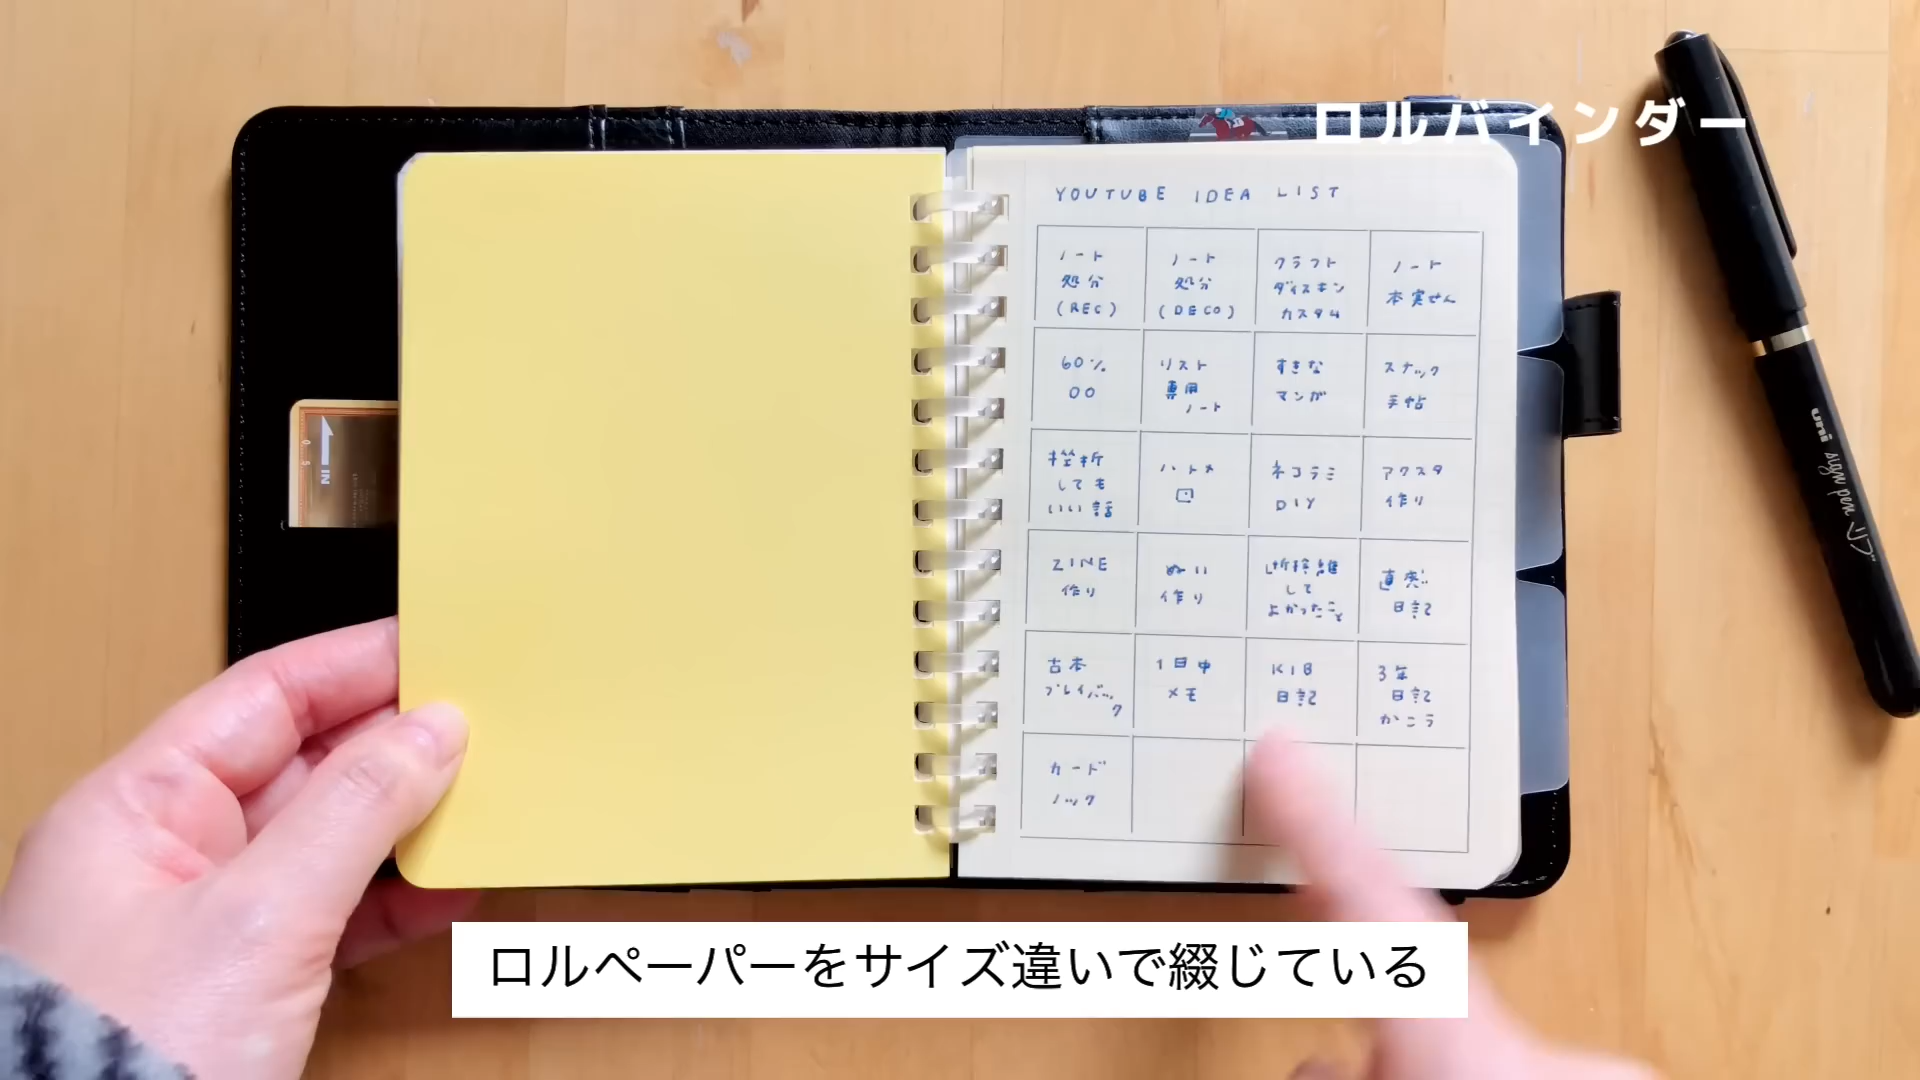 ロルバインダー
YOUTUBE IDEA LIST
ノート
処分
(REC)
ノート
処分
(DECO)
クラフト
ダイスキン
カスタム
ノート
本実せん
60%
〇〇
リスト
専用
ノート
すきな
マンガ
スナック
手帖
挫折
しても
いい話
ハトメ
回
ネコラミ
DIY
アクスタ
作り
ZINE
作り
ぬい
作り
断捨離
して
よかったこと
日記
古本
プレイバック
1日中
メモ
日記
3年
日記
かこう
カード
ノック
IN
uni
sign pen
ロルペーパーをサイズ違いで綴じている